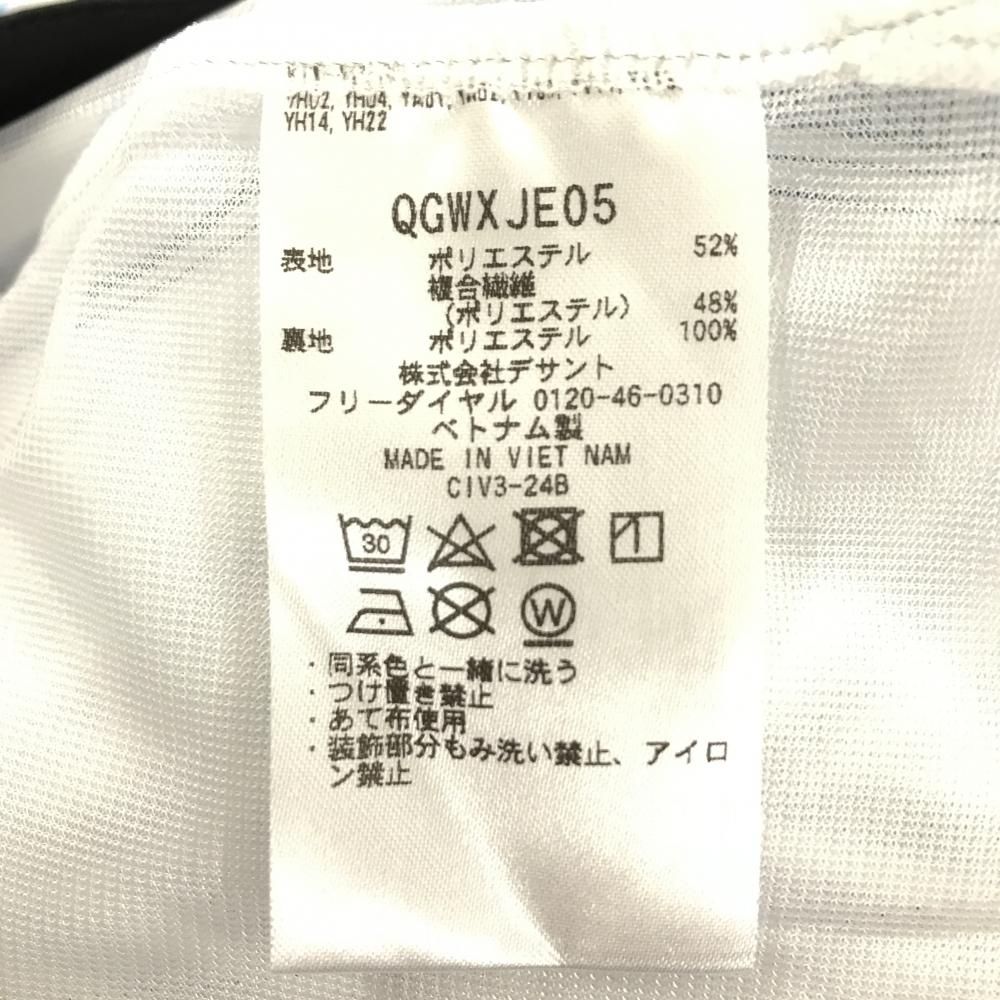 YH02, YH04, YA01,
YH14, YH22
QGWXJE05
表地 ポリエステル 52%
複合繊維
(ポリエステル) 48%
裏地 ポリエステル 100%
株式会社デサント
フリーダイヤル 0120-46-0310
ベトナム製
MADE IN VIET NAM
CIV3-24B
30
W
・同系色と一緒に洗う
・つけ置き禁止
・あて布使用
・装飾部分もみ洗い禁止、アイロ
ン禁止